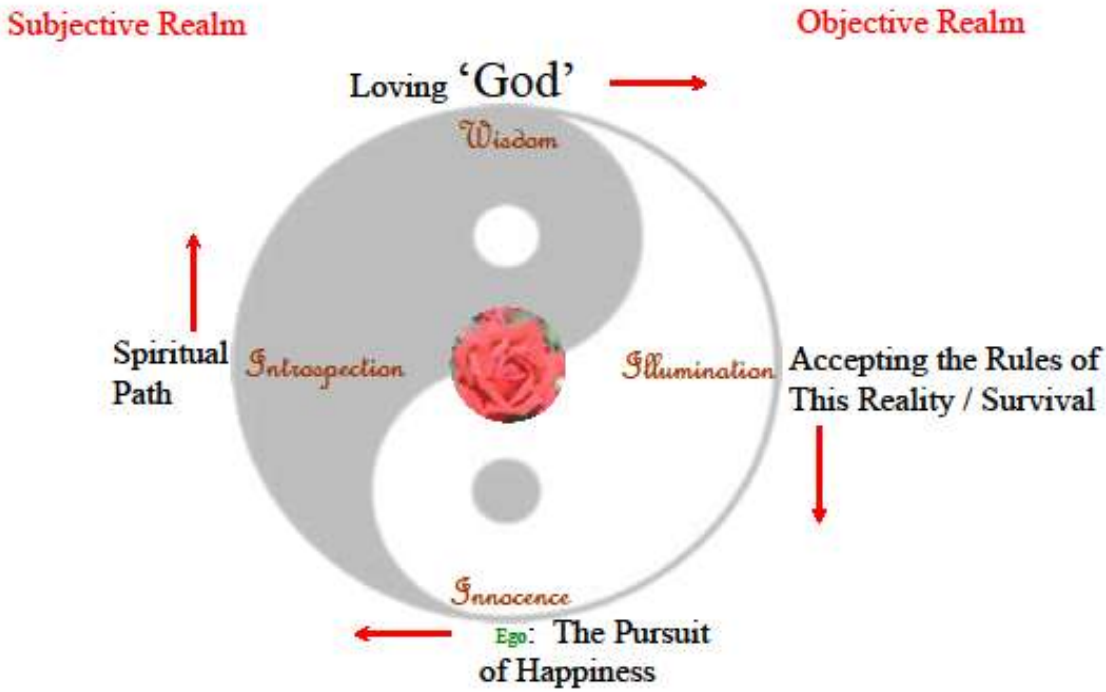 Subjective Realm
Objective Realm
Loving ‘God’
Wisdom
Spiritual
Path
Introspection
Illumination
Accepting the Rules of
This Reality / Survival
Innocence
Ego: The Pursuit
of Happiness